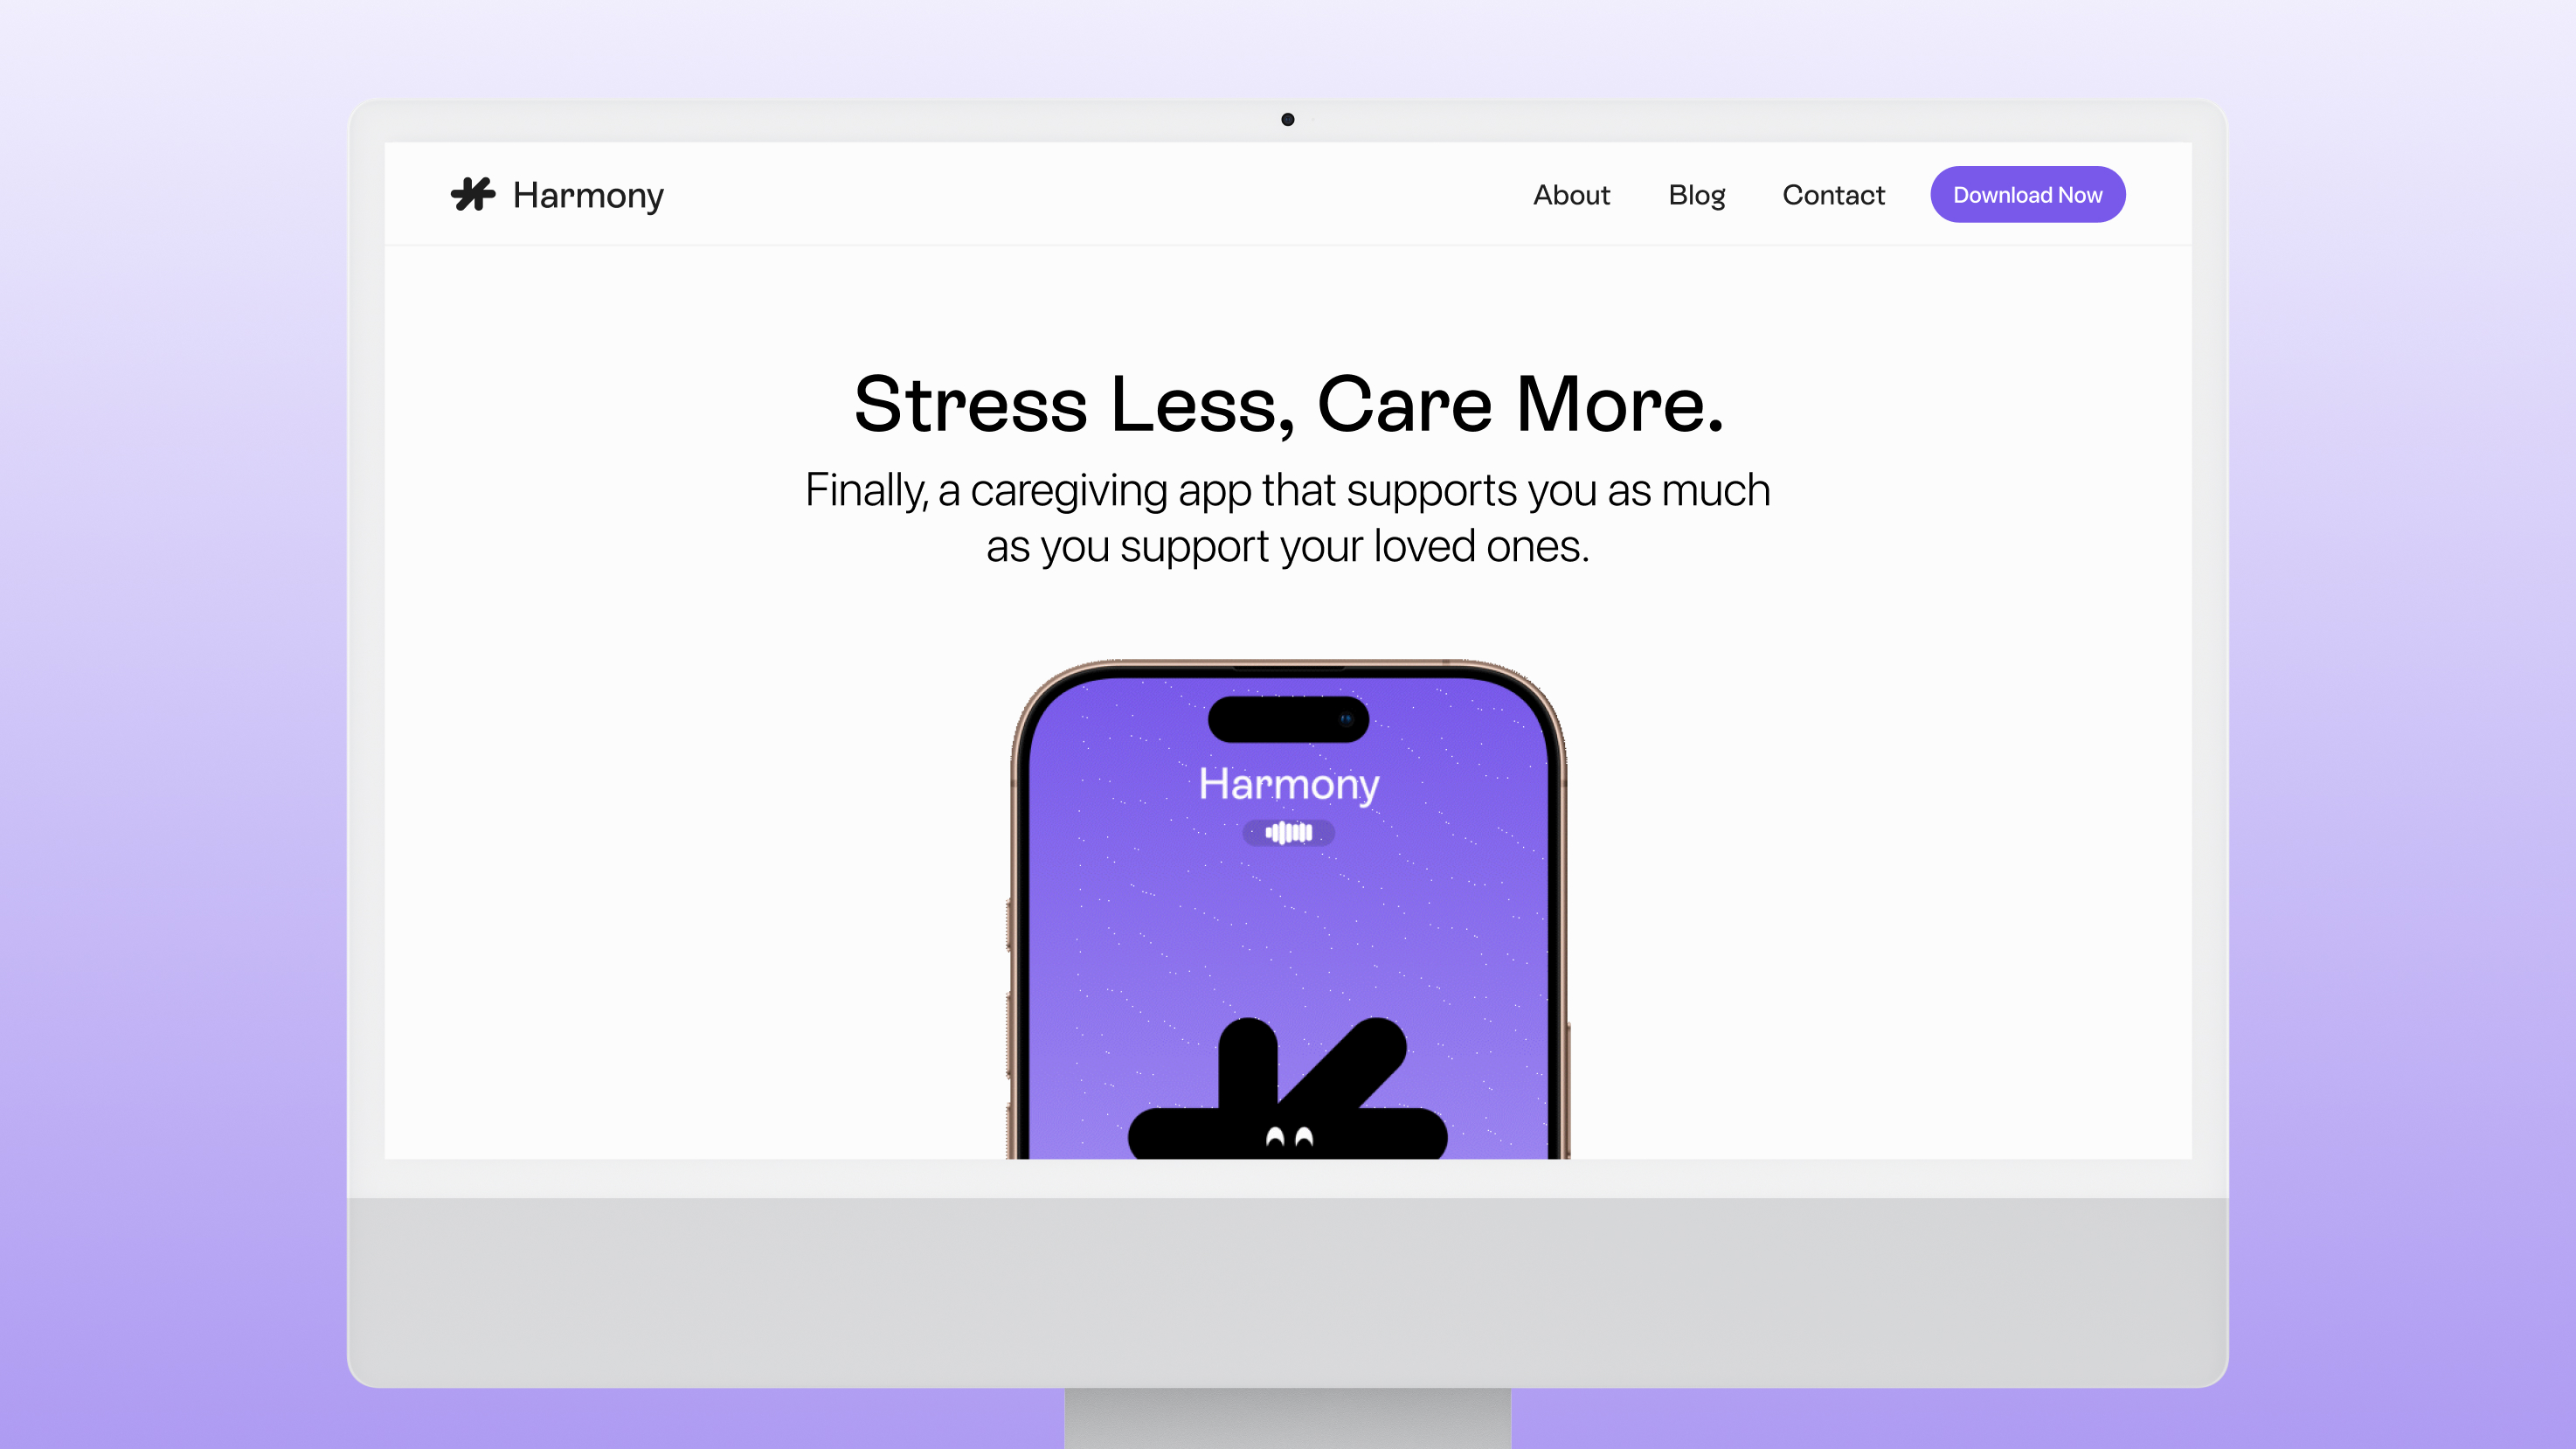 Harmony
About
Blog
Contact
Download Now
Stress Less, Care More.
Finally, a caregiving app that supports you as much
as you support your loved ones.
Harmony